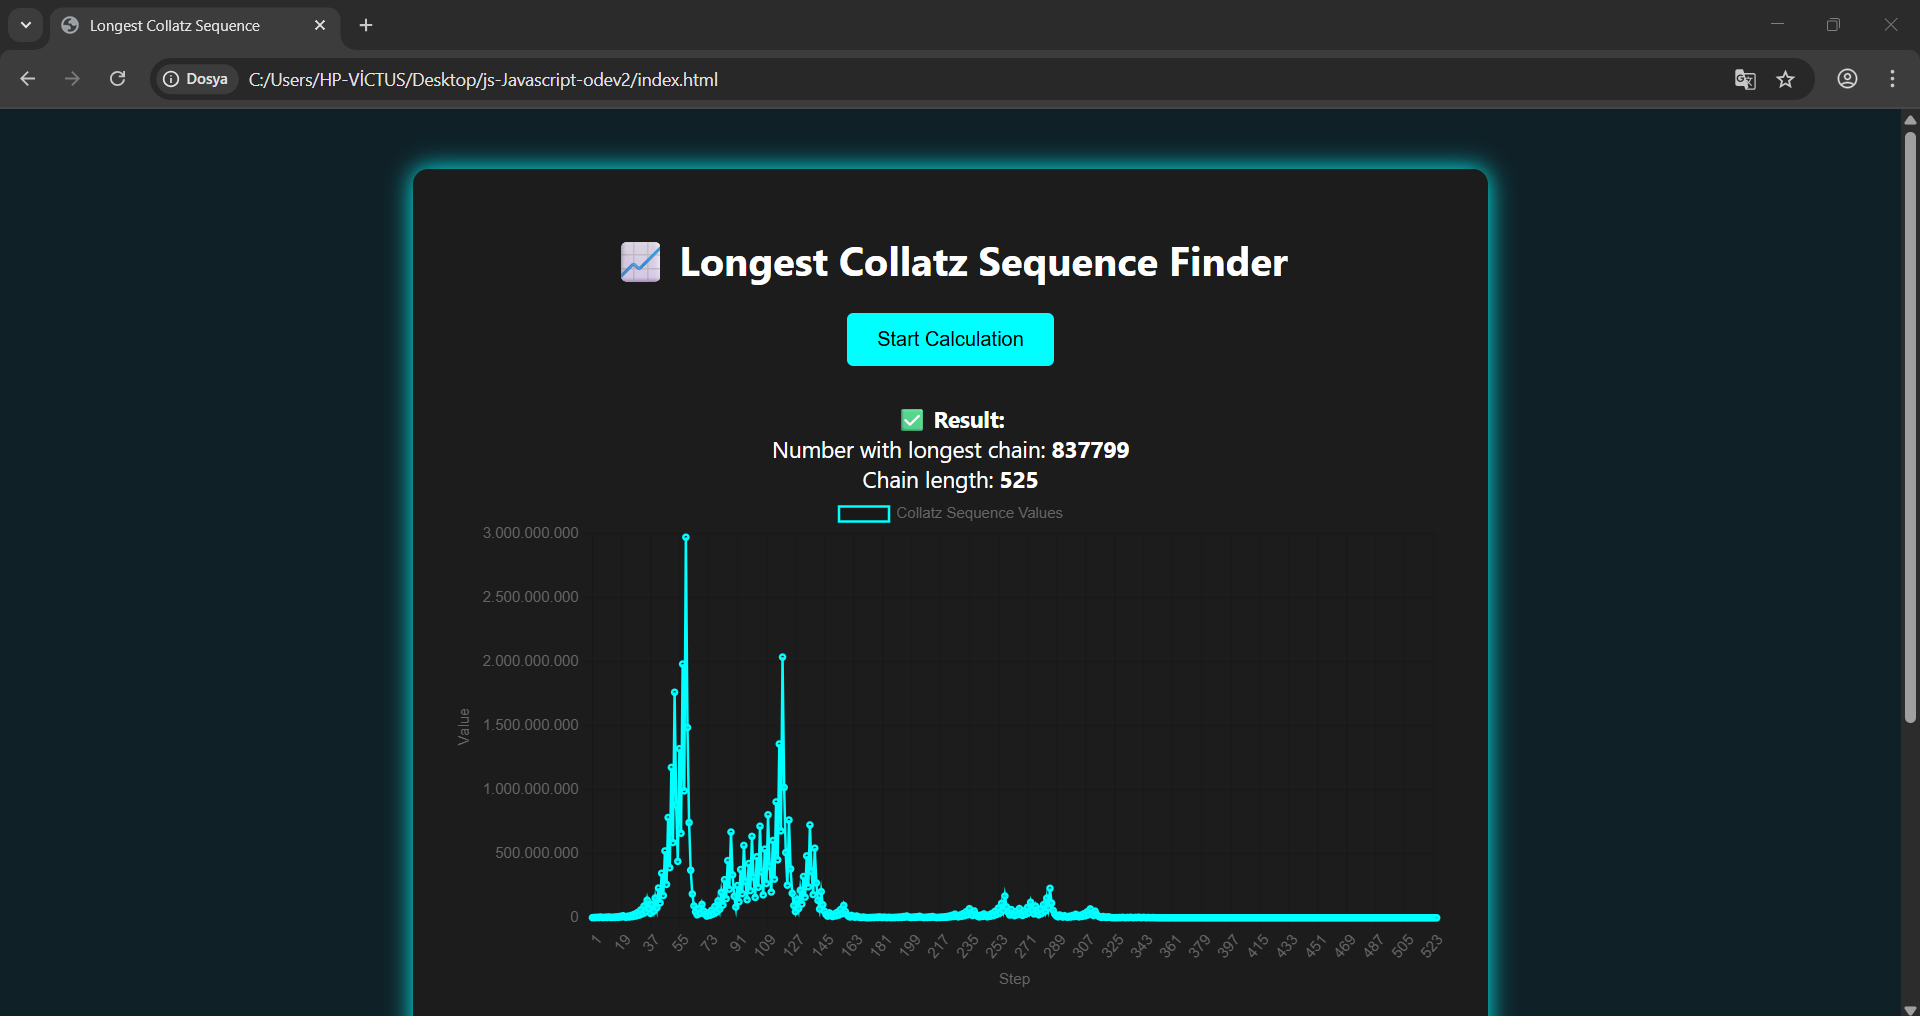 Longest Collatz Sequence
Dosya C:/Users/HP-VİCTUS/Desktop/js-Javascript-odev2/index.html
Longest Collatz Sequence Finder
Start Calculation
Result:
Number with longest chain: 837799
Chain length: 525
Collatz Sequence Values
3.000.000.000
2.500.000.000
2.000.000.000
1.500.000.000
1.000.000.000
500.000.000
0
Value
1 19 37 55 73 91 109 127 145 163 181 199 217 235 253 271 289 307 325 343 361 379 397 415 433 451 469 487 505 523
Step